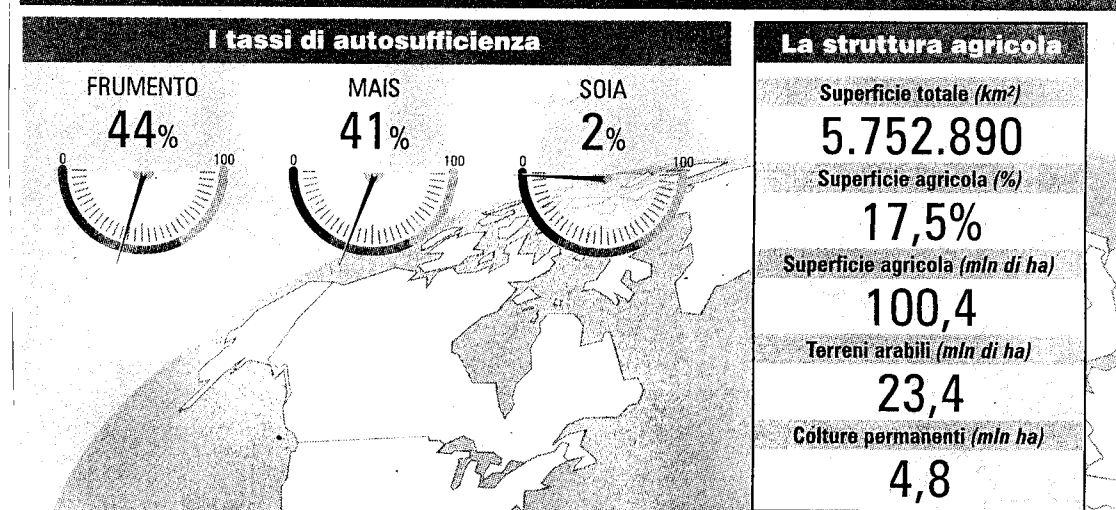 I tassi di autosufficienza
FRUMENTO
44%
0
100
MAIS
41%
0
100
SOIA
2%
0
100
La struttura agricola
Superficie totale (km²)
5.752.890
Superficie agricola (%)
17,5%
Superficie agricola (mln di ha)
100,4
Terreni arabili (mln di ha)
23,4
Colture permanenti (mln ha)
4,8